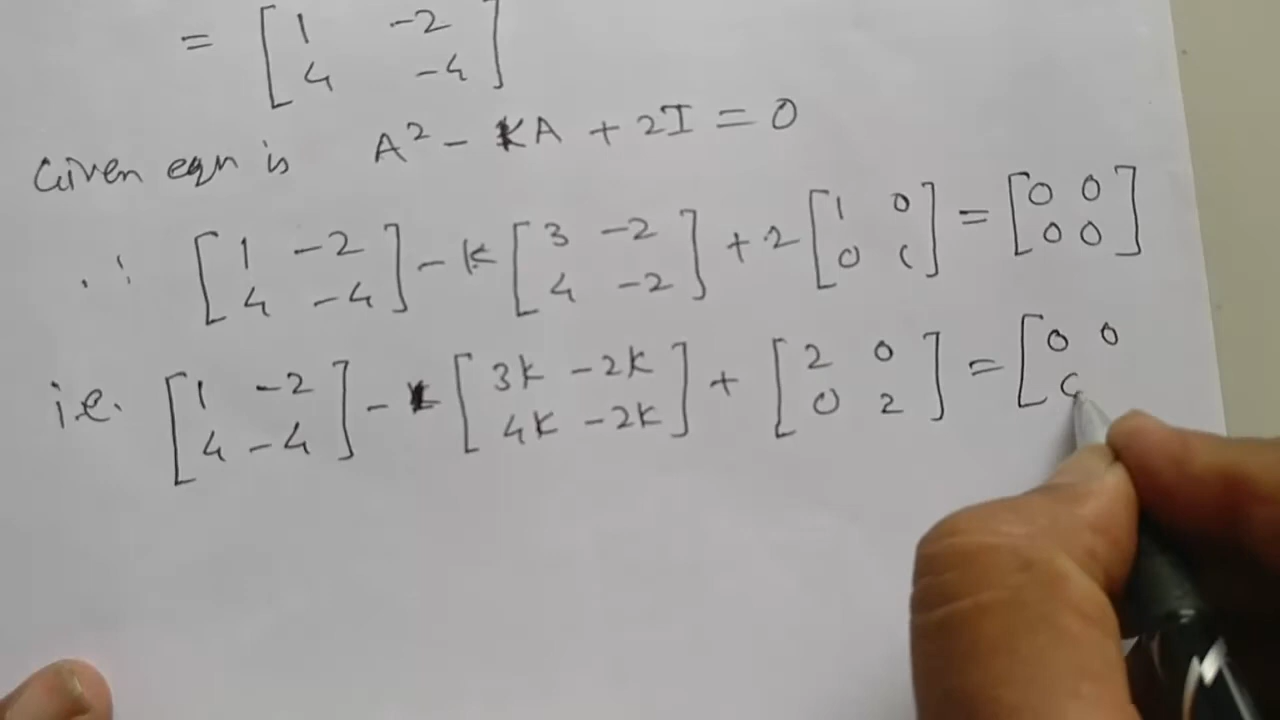 = [1 -2; 4 -4]
Given eqn is A² - KA + 2I = 0
∴ [1 -2; 4 -4] - K [3 -2; 4 -2] + 2 [1 0; 0 1] = [0 0; 0 0]
i.e. [1 -2; 4 -4] - [3K -2K; 4K -2K] + [2 0; 0 2] = [0 0